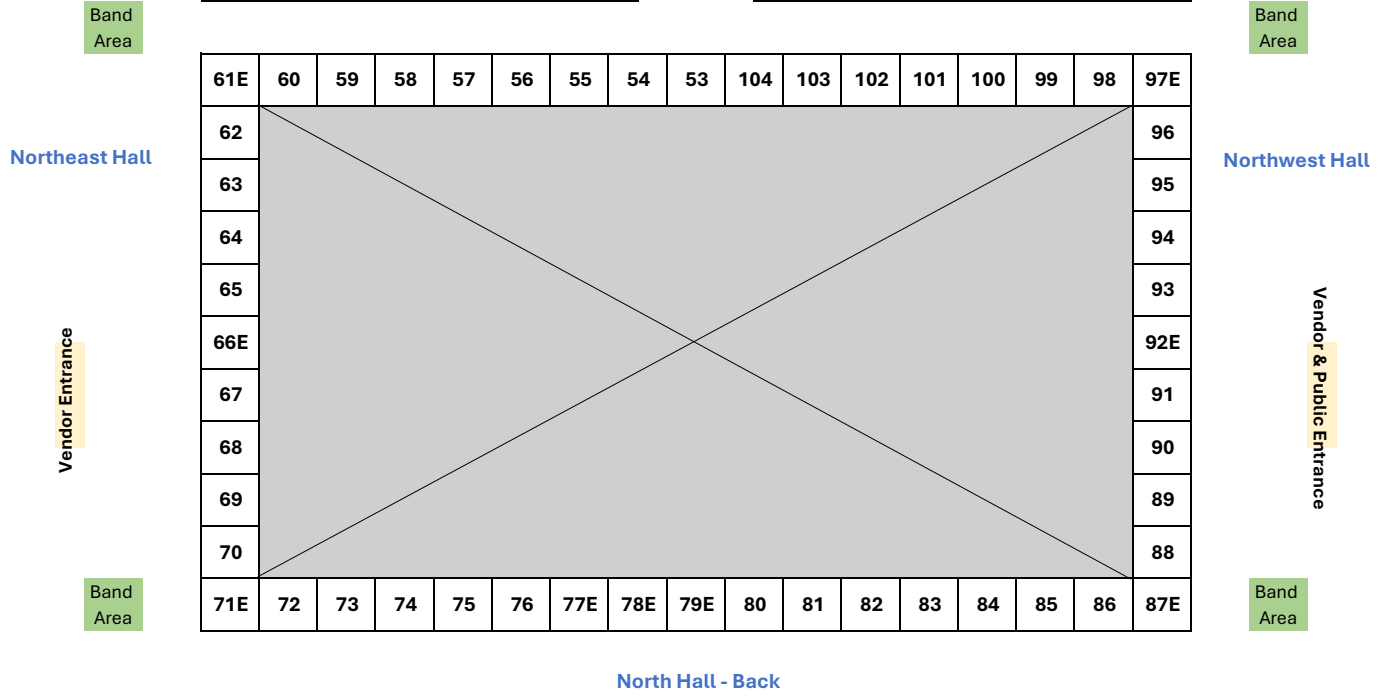 Band
Area
Band
Area
61E 60 59 58 57 56 55 54 53 104 103 102 101 100 99 98 97E
62 96
Northeast Hall
Northwest Hall
63 95
64 94
65 93
66E 92E
Vendor Entrance
Vendor & Public Entrance
67 91
68 90
69 89
70 88
Band
Area
Band
Area
71E 72 73 74 75 76 77E 78E 79E 80 81 82 83 84 85 86 87E
North Hall - Back